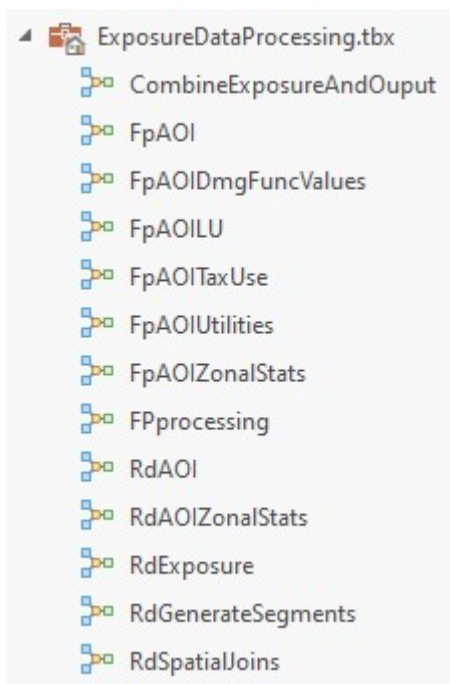 ExposureDataProcessing.tbx
CombineExposureAndOuput
FpAOI
FpAOIDmgFuncValues
FpAOILU
FpAOITaxUse
FpAOIUtilities
FpAOIZonalStats
FPprocessing
RdAOI
RdAOIZonalStats
RdExposure
RdGenerateSegments
RdSpatialJoins